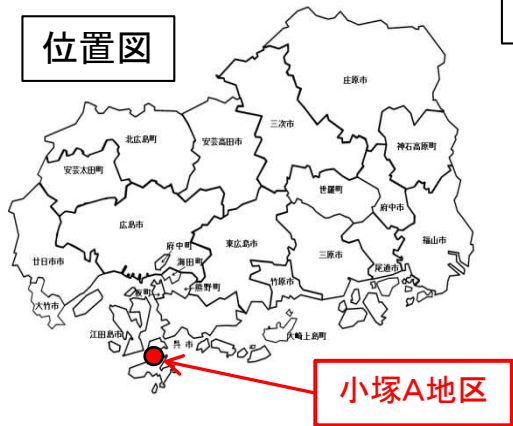 位置図
庄原市
三次市
北広島町
安芸高田市
神石高原町
安芸太田町
世羅町
府中市
広島市
府中町
東広島市
三原市
福山市
廿日市市
海田町
尾道市
熊野町
竹原市
坂町
大竹市
江田島市
呉市
大崎上島町
小塚A地区